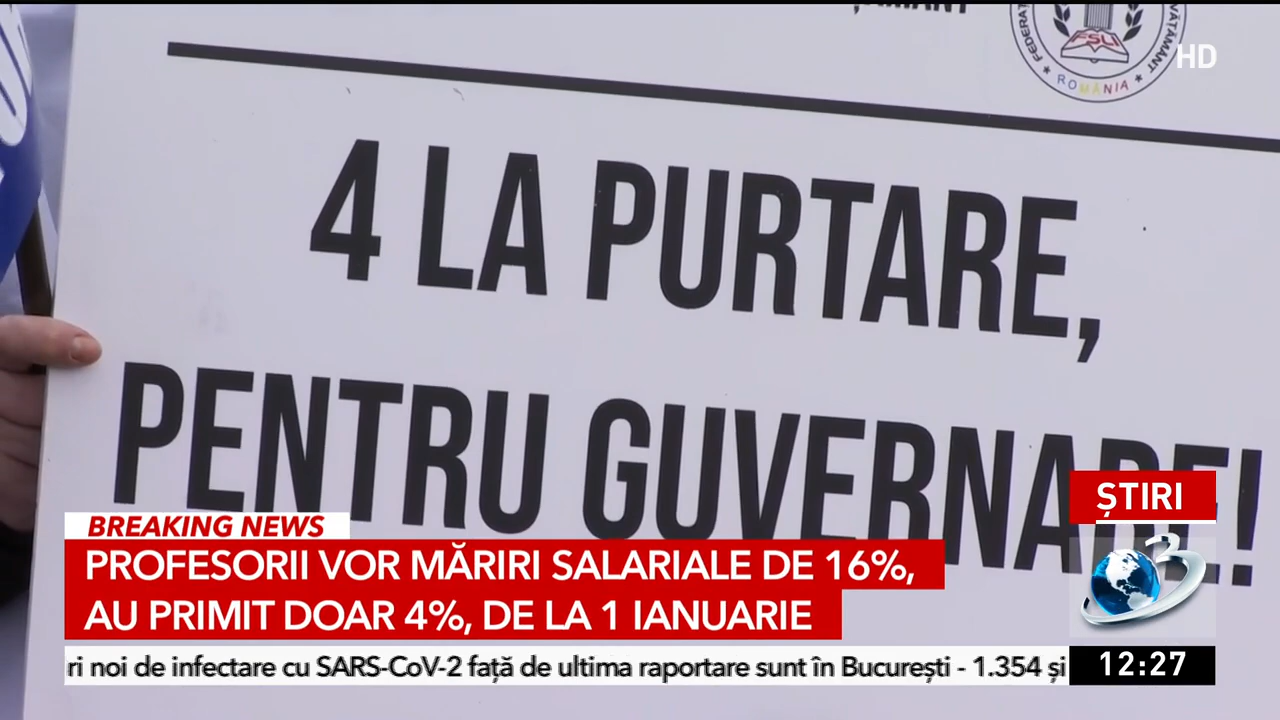 HD
FSLI
ROMÂNIA
4 LA PURTARE,
PENTRU GUVERNARE!
ȘTIRI
BREAKING NEWS
PROFESORII VOR MĂRIRI SALARIALE DE 16%,
AU PRIMIT DOAR 4%, DE LA 1 IANUARIE
3
ri noi de infectare cu SARS-CoV-2 față de ultima raportare sunt în București - 1.354 și
12:27